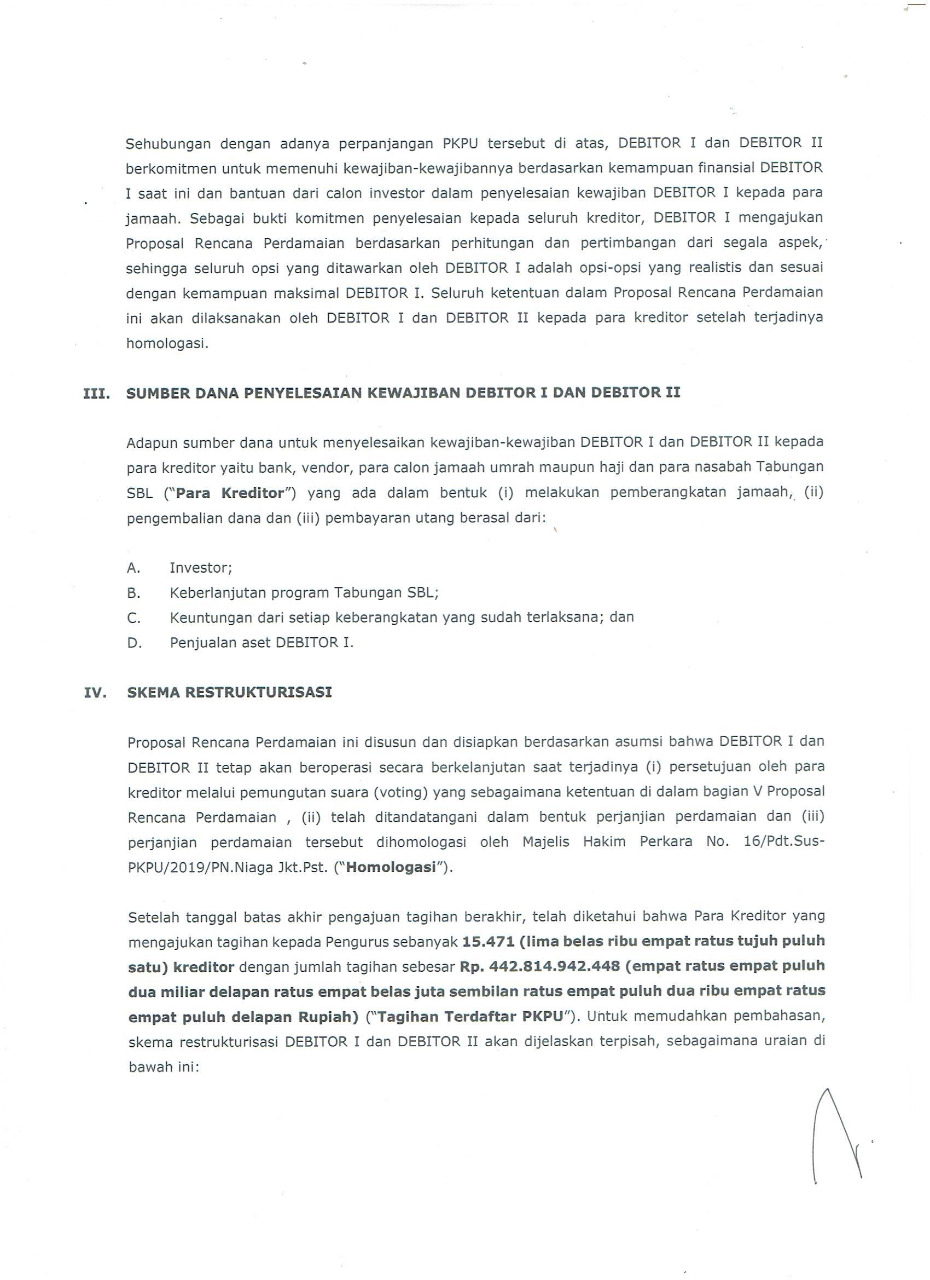 Sehubungan dengan adanya perpanjangan PKPU tersebut di atas, DEBITOR I dan DEBITOR II
berkomitmen untuk memenuhi kewajiban-kewajibannya berdasarkan kemampuan finansial DEBITOR
I saat ini dan bantuan dari calon investor dalam penyelesaian kewajiban DEBITOR I kepada para
jamaah. Sebagai bukti komitmen penyelesaian kepada seluruh kreditor, DEBITOR I mengajukan
Proposal Rencana Perdamaian berdasarkan perhitungan dan pertimbangan dari segala aspek,
sehingga seluruh opsi yang ditawarkan oleh DEBITOR I adalah opsi-opsi yang realistis dan sesuai
dengan kemampuan maksimal DEBITOR I. Seluruh ketentuan dalam Proposal Rencana Perdamaian
ini akan dilaksanakan oleh DEBITOR I dan DEBITOR II kepada para kreditor setelah terjadinya
homologasi.
III. SUMBER DANA PENYELESAIAN KEWAJIBAN DEBITOR I DAN DEBITOR II
Adapun sumber dana untuk menyelesaikan kewajiban-kewajiban DEBITOR I dan DEBITOR II kepada
para kreditor yaitu bank, vendor, para calon jamaah umrah maupun haji dan para nasabah Tabungan
SBL ("Para Kreditor") yang ada dalam bentuk (i) melakukan pemberangkatan jamaah, (ii)
pengembalian dana dan (iii) pembayaran utang berasal dari:
A. Investor;
B. Keberlanjutan program Tabungan SBL;
C. Keuntungan dari setiap keberangkatan yang sudah terlaksana; dan
D. Penjualan aset DEBITOR I.
IV. SKEMA RESTRUKTURISASI
Proposal Rencana Perdamaian ini disusun dan disiapkan berdasarkan asumsi bahwa DEBITOR I dan
DEBITOR II tetap akan beroperasi secara berkelanjutan saat terjadinya (i) persetujuan oleh para
kreditor melalui pemungutan suara (voting) yang sebagaimana ketentuan di dalam bagian V Proposal
Rencana Perdamaian , (ii) telah ditandatangani dalam bentuk perjanjian perdamaian dan (iii)
perjanjian perdamaian tersebut dihomologasi oleh Majelis Hakim Perkara No. 16/Pdt.Sus-
PKPU/2019/PN.Niaga Jkt.Pst. ("Homologasi").
Setelah tanggal batas akhir pengajuan tagihan berakhir, telah diketahui bahwa Para Kreditor yang
mengajukan tagihan kepada Pengurus sebanyak 15.471 (lima belas ribu empat ratus tujuh puluh
satu) kreditor dengan jumlah tagihan sebesar Rp. 442.814.942.448 (empat ratus empat puluh
dua miliar delapan ratus empat belas juta sembilan ratus empat puluh dua ribu empat ratus
empat puluh delapan Rupiah) ("Tagihan Terdaftar PKPU"). Untuk memudahkan pembahasan,
skema restrukturisasi DEBITOR I dan DEBITOR II akan dijelaskan terpisah, sebagaimana uraian di
bawah ini: